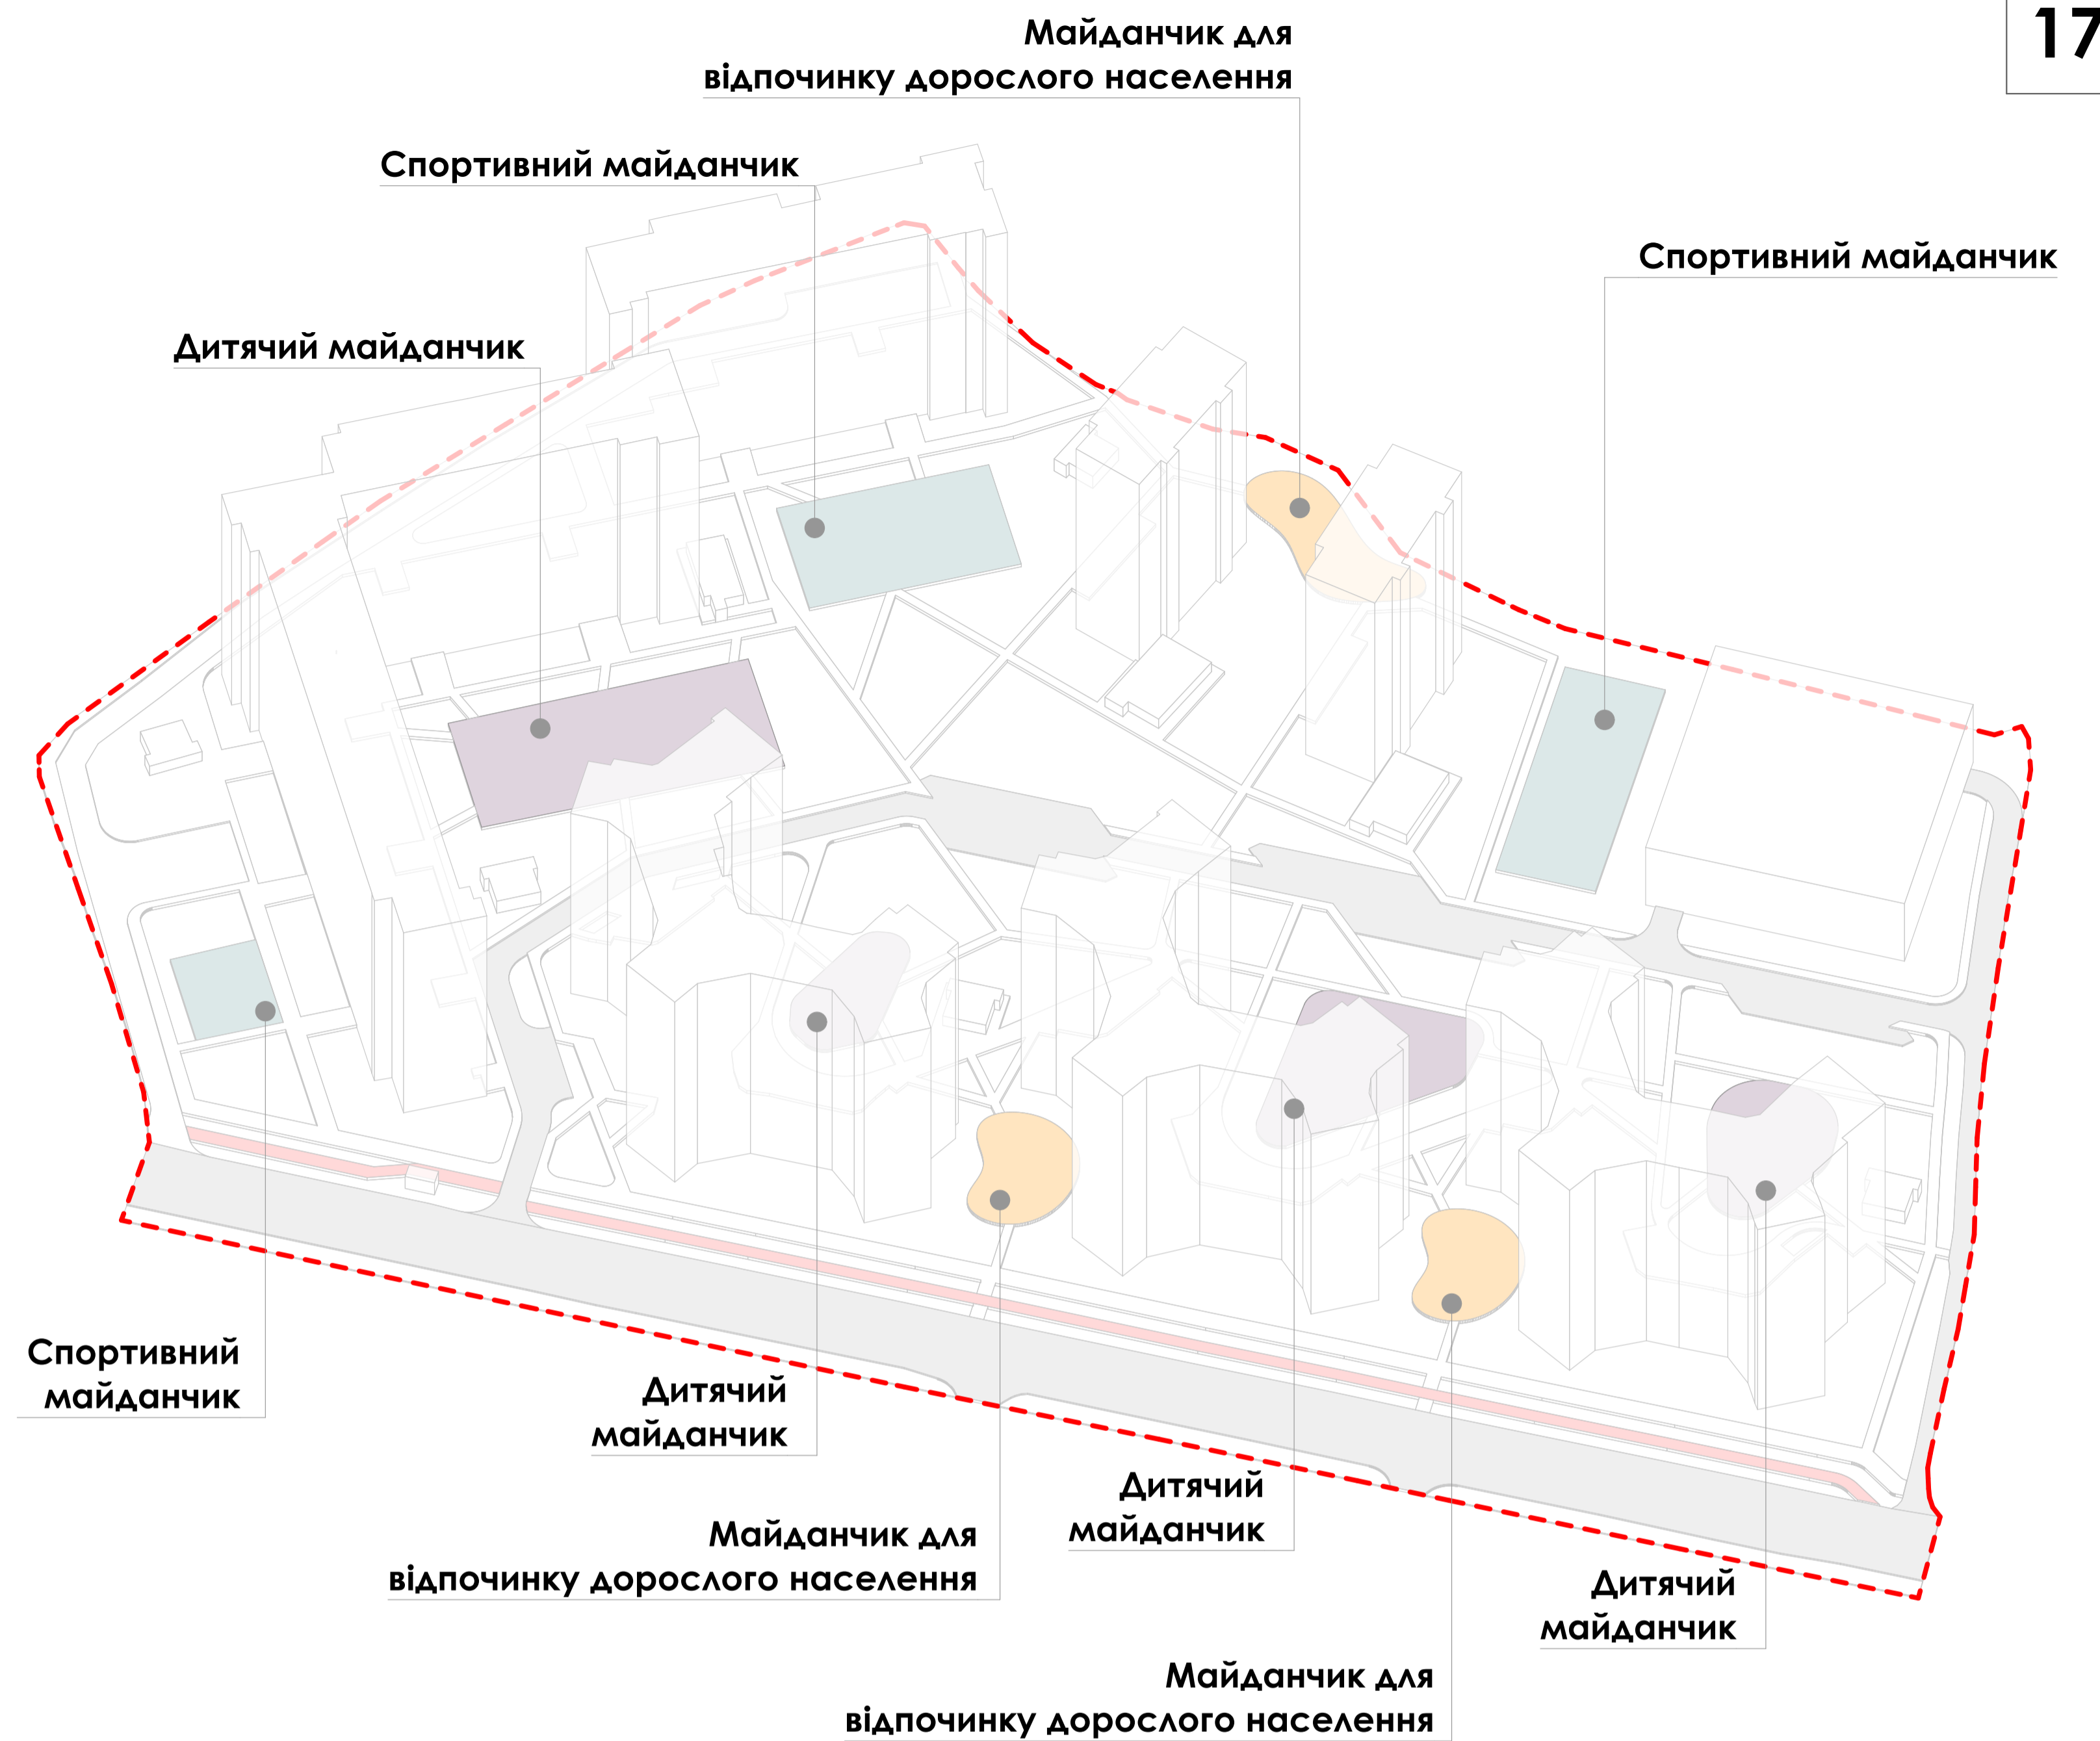 17
Майданчик для
відпочинку дорослого населення
Спортивний майданчик
Спортивний майданчик
Дитячий майданчик
Спортивний
майданчик
Дитячий
майданчик
Майданчик для
відпочинку дорослого населення
Дитячий
майданчик
Дитячий
майданчик
Майданчик для
відпочинку дорослого населення